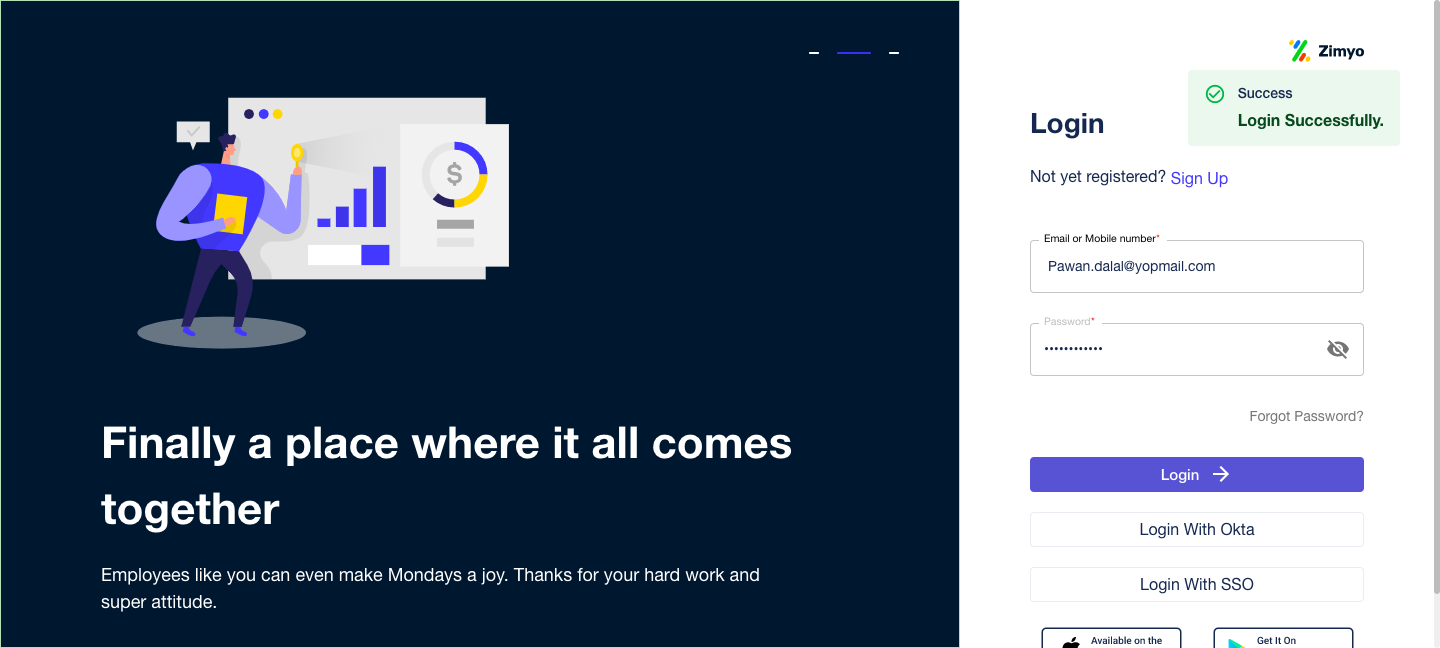 Finally a place where it all comes
together
Employees like you can even make Mondays a joy. Thanks for your hard work and
super attitude.
$
Zimyo
Success
Login Successfully.
Login
Not yet registered? Sign Up
Email or Mobile number*
Pawan.dalal@yopmail.com
Password*
••••••••••••
Forgot Password?
Login
Login With Okta
Login With SSO
Available on the
Get It On